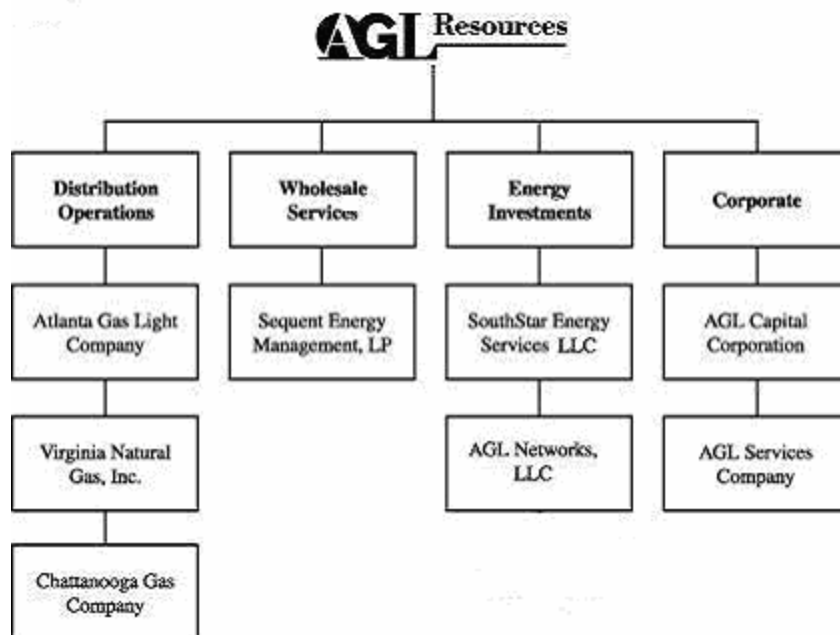 AGL Resources
Distribution
Operations
Wholesale
Services
Energy
Investments
Corporate
Atlanta Gas Light
Company
Sequent Energy
Management, LP
SouthStar Energy
Services LLC
AGL Capital
Corporation
Virginia Natural
Gas, Inc.
AGL Networks,
LLC
AGL Services
Company
Chattanooga Gas
Company